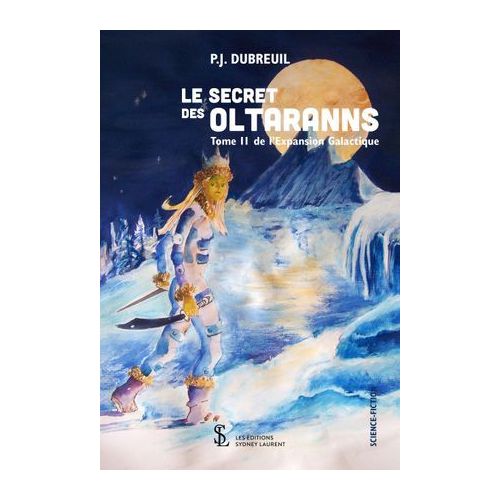 P.J. DUBREUIL
LE SECRET
DES OLTARANNS
Tome II de l'Expansion Galactique
SCIENCE-FICTION
SL
LES ÉDITIONS
SYDNEY LAURENT